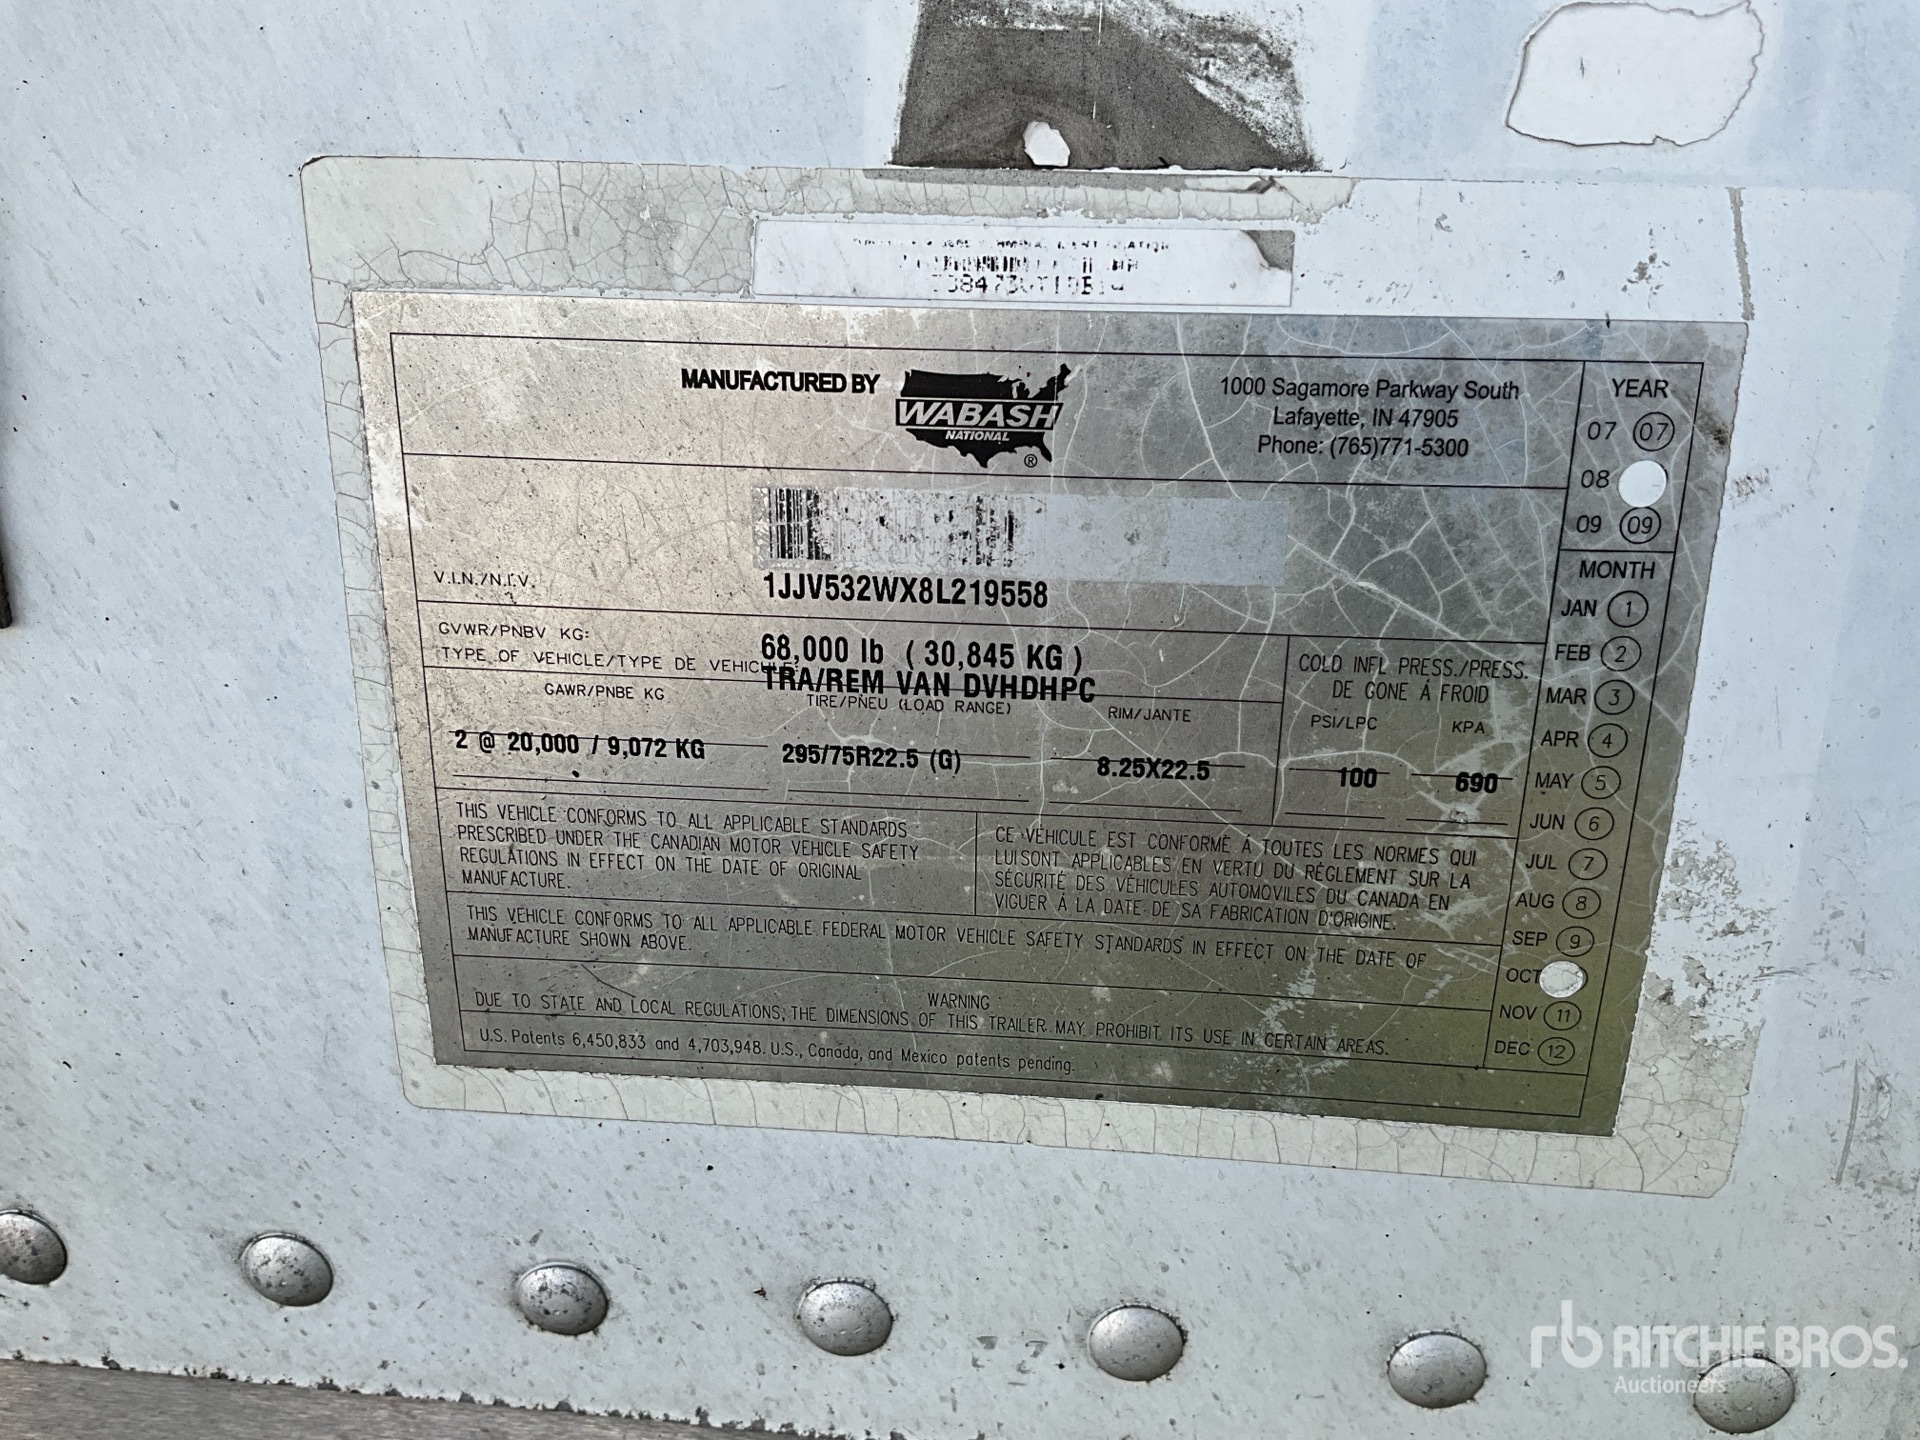 MANUFACTURED BY
WABASH
NATIONAL
®
1000 Sagamore Parkway South
Lafayette, IN 47905
Phone: (765)771-5300
YEAR
07 07
08
09 09
V.I.N./N.I.V.
1JJV532WX8L219558
GVWR/PNBV KG:
68,000 lb ( 30,845 KG )
TYPE OF VEHICLE/TYPE DE VEHICULE:
TRA/REM VAN DVHDHPC
GAWR/PNBE KG
TIRE/PNEU (LOAD RANGE)
RIM/JANTE
COLD INFL PRESS./PRESS.
DE GONE À FROID
PSI/LPC KPA
2 @ 20,000 / 9,072 KG
295/75R22.5 (G)
8.25X22.5
100
690
MONTH
JAN 1
FEB 2
MAR 3
APR 4
MAY 5
JUN 6
JUL 7
AUG 8
SEP 9
OCT
NOV 11
DEC 12
THIS VEHICLE CONFORMS TO ALL APPLICABLE STANDARDS
PRESCRIBED UNDER THE CANADIAN MOTOR VEHICLE SAFETY
REGULATIONS IN EFFECT ON THE DATE OF ORIGINAL
MANUFACTURE.
CE VÉHICULE EST CONFORMÉ À TOUTES LES NORMES QUI
LUI SONT APPLICABLES EN VERTU DU RÈGLEMENT SUR LA
SÉCURITÉ DES VÉHICULES AUTOMOVILES DU CANADA EN
VIGUER À LA DATE DE SA FABRICATION D'ORIGINE.
THIS VEHICLE CONFORMS TO ALL APPLICABLE FEDERAL MOTOR VEHICLE SAFETY STANDARDS IN EFFECT ON THE DATE OF
MANUFACTURE SHOWN ABOVE.
WARNING
DUE TO STATE AND LOCAL REGULATIONS, THE DIMENSIONS OF THIS TRAILER MAY PROHIBIT ITS USE IN CERTAIN AREAS.
U.S. Patents 6,450,833 and 4,703,948. U.S., Canada, and Mexico patents pending.
rb RITCHIE BROS.
Auctioneers